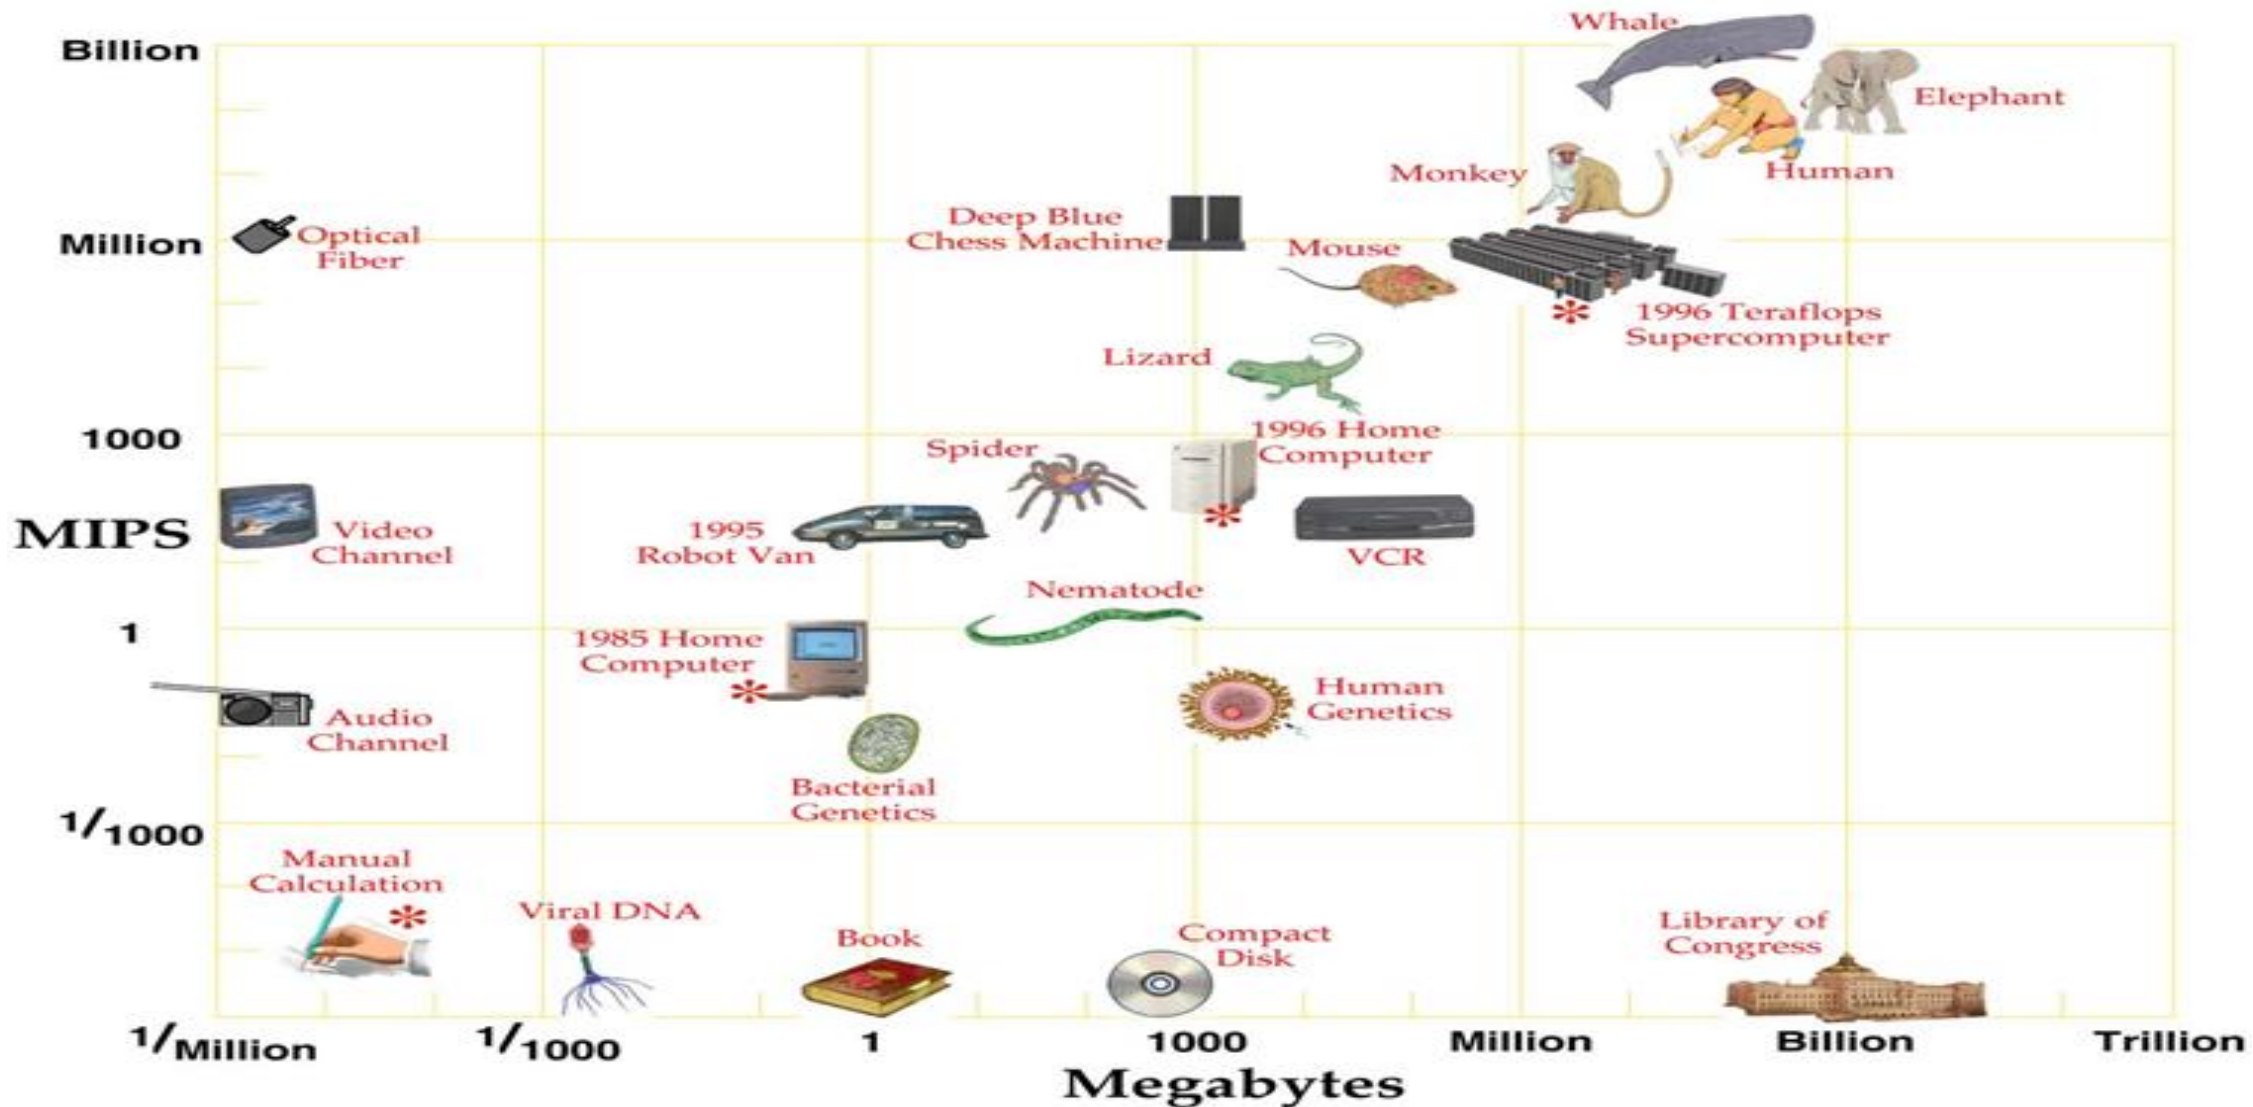 Whale
Billion
Elephant
Monkey
Human
Deep Blue
Chess Machine
Optical
Fiber
Million
Mouse
1996 Teraflops
Supercomputer
*
Lizard
1000
1996 Home
Computer
Spider
*
MIPS
Video
Channel
1995
Robot Van
VCR
Nematode
1
1985 Home
Computer
*
Human
Genetics
Audio
Channel
Bacterial
Genetics
1/1000
Manual
Calculation
*
Viral DNA
Book
Compact
Disk
Library of
Congress
1/Million
1/1000
1
1000
Million
Billion
Trillion
Megabytes